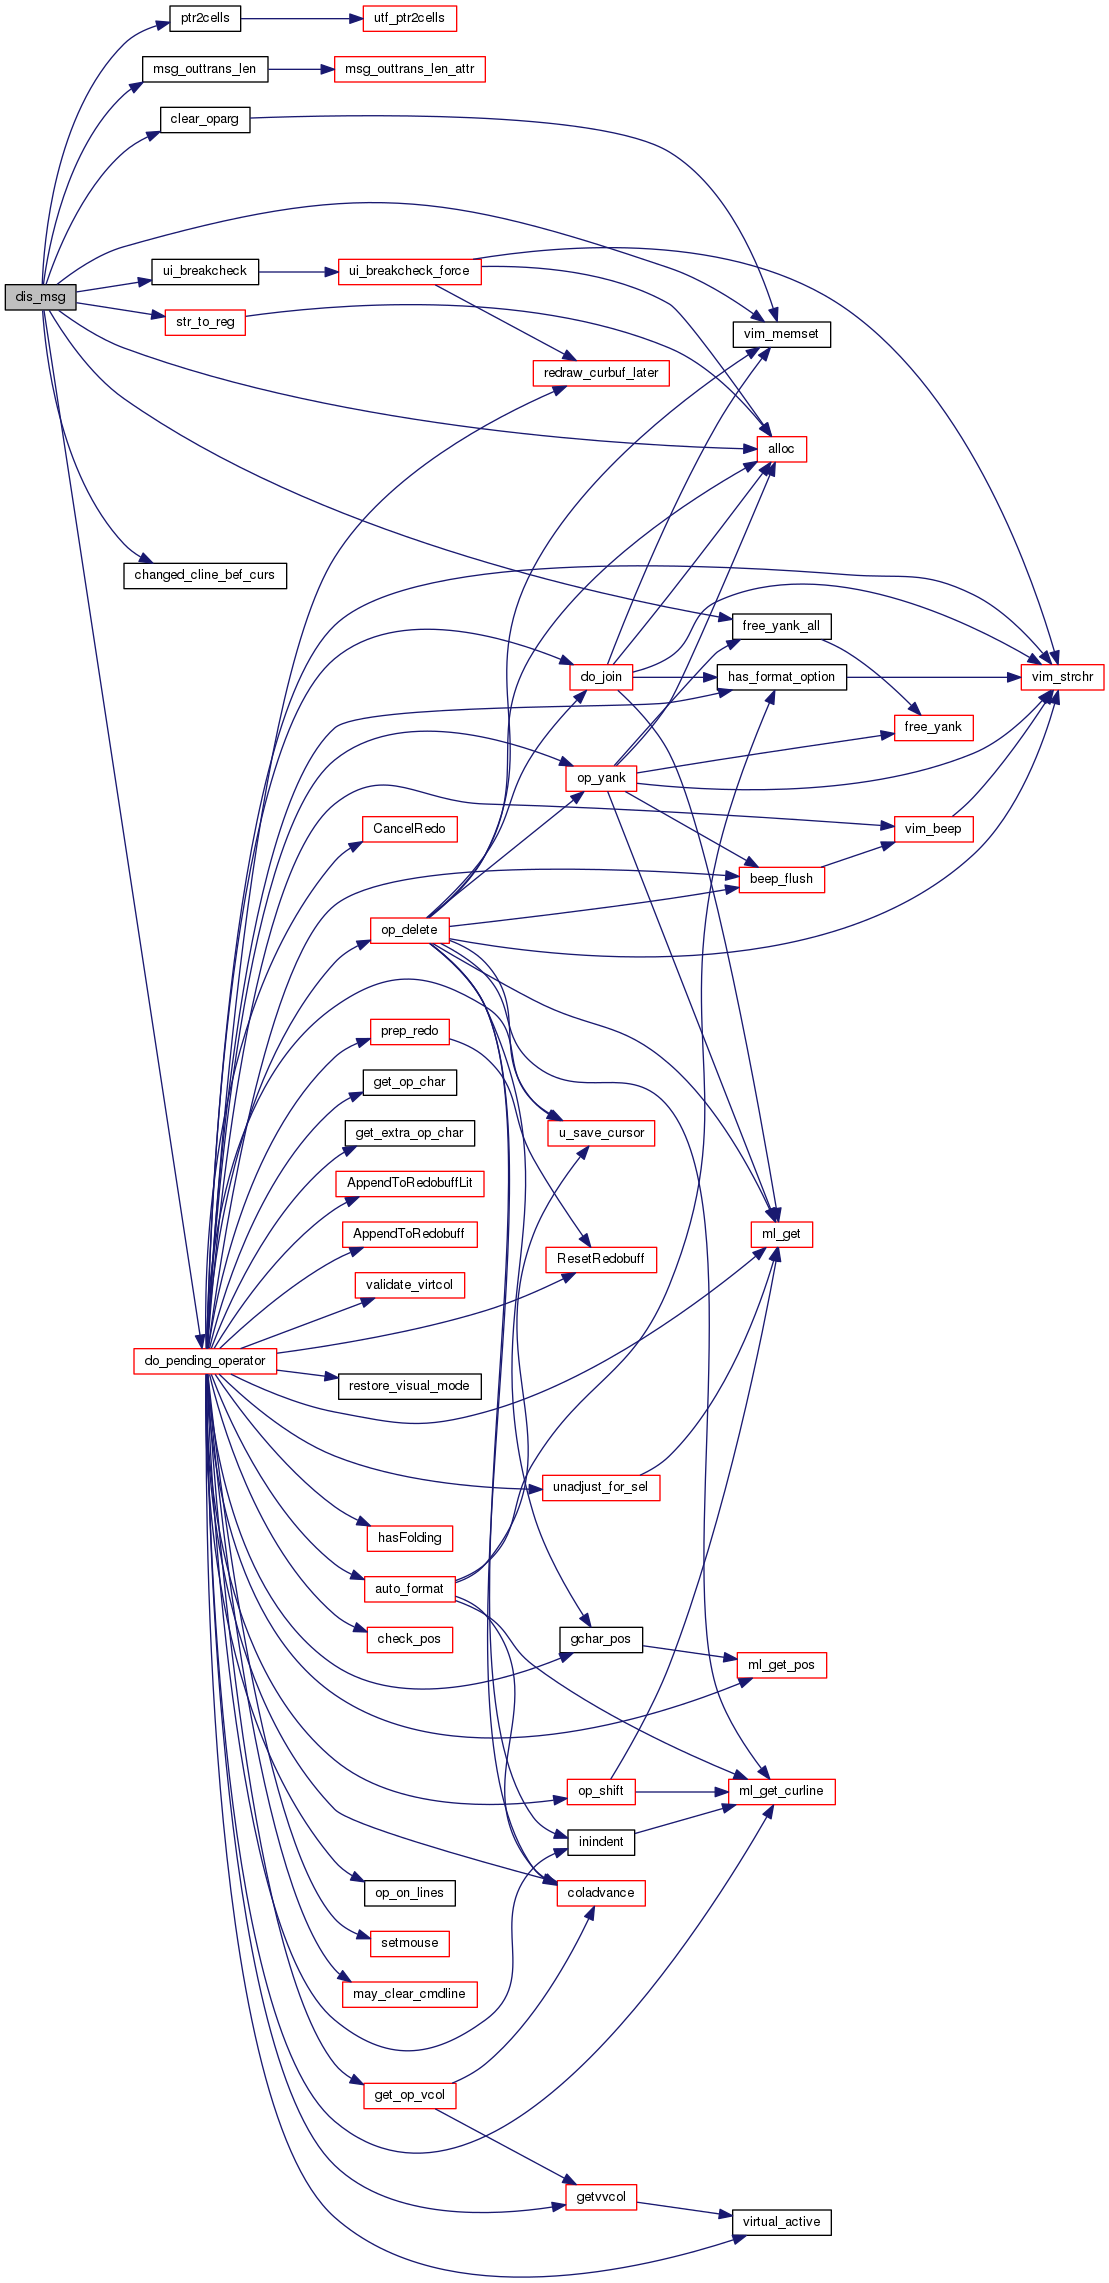 ptr2cells
utf_ptr2cells
msg_outtrans_len
msg_outtrans_len_attr
clear_oparg
ui_breakcheck
ui_breakcheck_force
dis_msg
str_to_reg
vim_memset
redraw_curbuf_later
alloc
changed_cline_bef_curs
free_yank_all
do_join
has_format_option
vim_strchr
free_yank
op_yank
CancelRedo
vim_beep
beep_flush
op_delete
prep_redo
get_op_char
get_extra_op_char
u_save_cursor
AppendToRedobuffLit
AppendToRedobuff
ml_get
ResetRedobuff
validate_virtcol
do_pending_operator
restore_visual_mode
unadjust_for_sel
hasFolding
auto_format
check_pos
gchar_pos
ml_get_pos
op_shift
ml_get_curline
inindent
op_on_lines
coladvance
setmouse
may_clear_cmdline
get_op_vcol
getvvcol
virtual_active